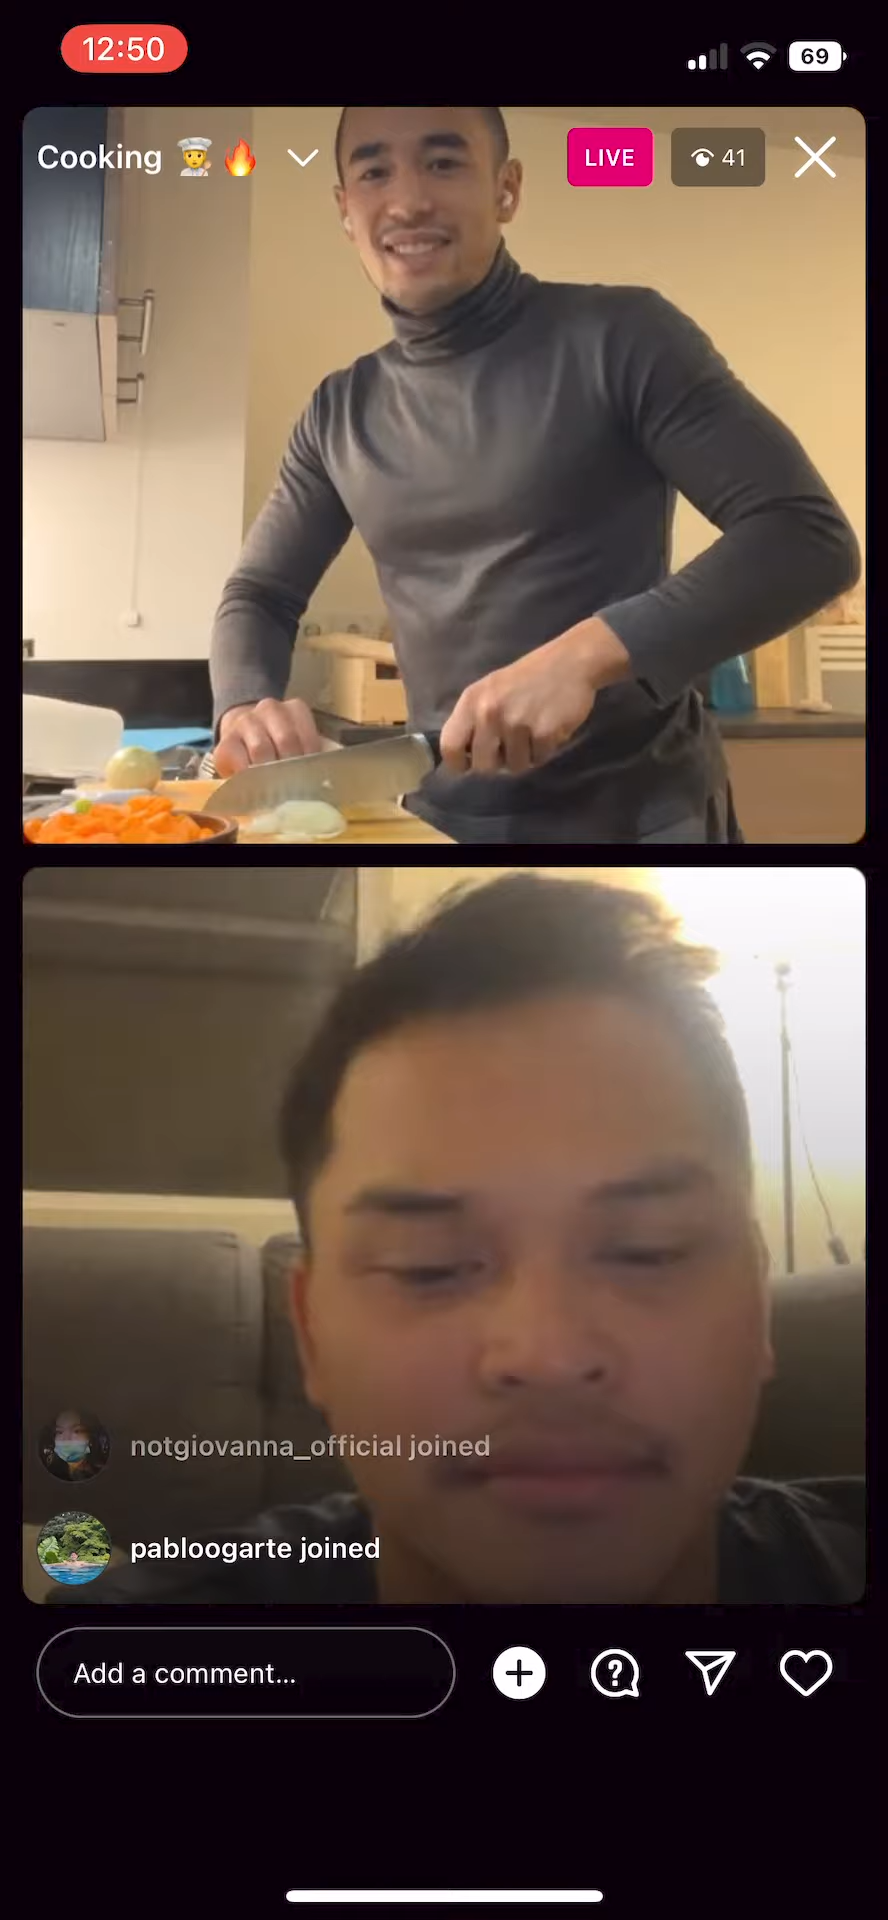 12:50
69
Cooking 🧑‍🍳🔥
LIVE
41
notgiovanna_official joined
pabloogarte joined
Add a comment...